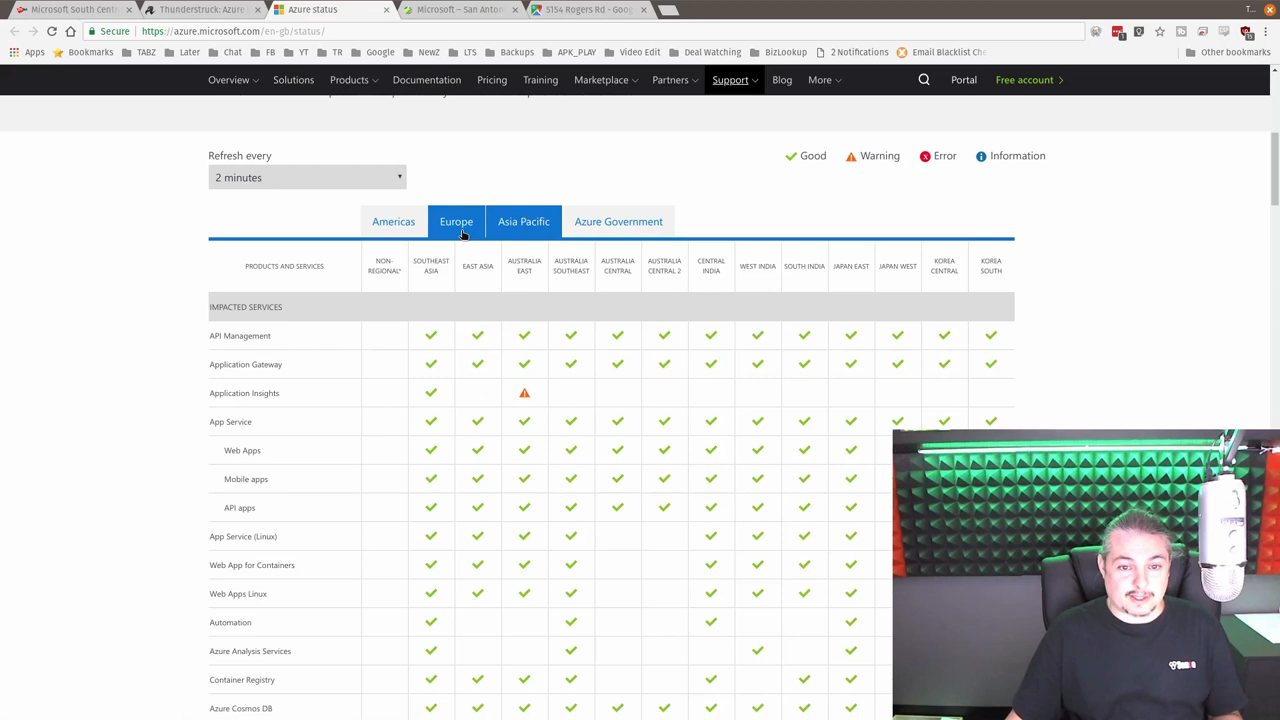 Microsoft South Centr
Thunderstruck: Azure
Azure status
Microsoft – San Anton
5154 Rogers Rd - Goog
T...
Secure
https://azure.microsoft.com/en-gb/status/
Apps
Bookmarks
TABZ
Later
Chat
FB
YT
TR
Google
NewZ
LTS
Backups
APK_PLAY
Video Edit
Deal Watching
BizLookup
2 Notifications
Email Blacklist Che
Other bookmarks
Overview
Solutions
Products
Documentation
Pricing
Training
Marketplace
Partners
Support
Blog
More
Portal
Free account
Refresh every
2 minutes
Good
Warning
Error
Information
Americas
Europe
Asia Pacific
Azure Government
PRODUCTS AND SERVICES
NON-REGIONAL*
SOUTHEAST ASIA
EAST ASIA
AUSTRALIA EAST
AUSTRALIA SOUTHEAST
AUSTRALIA CENTRAL
AUSTRALIA CENTRAL 2
CENTRAL INDIA
WEST INDIA
SOUTH INDIA
JAPAN EAST
JAPAN WEST
KOREA CENTRAL
KOREA SOUTH
IMPACTED SERVICES
API Management
Application Gateway
Application Insights
App Service
Web Apps
Mobile apps
API apps
App Service (Linux)
Web App for Containers
Web Apps Linux
Automation
Azure Analysis Services
Container Registry
Azure Cosmos DB